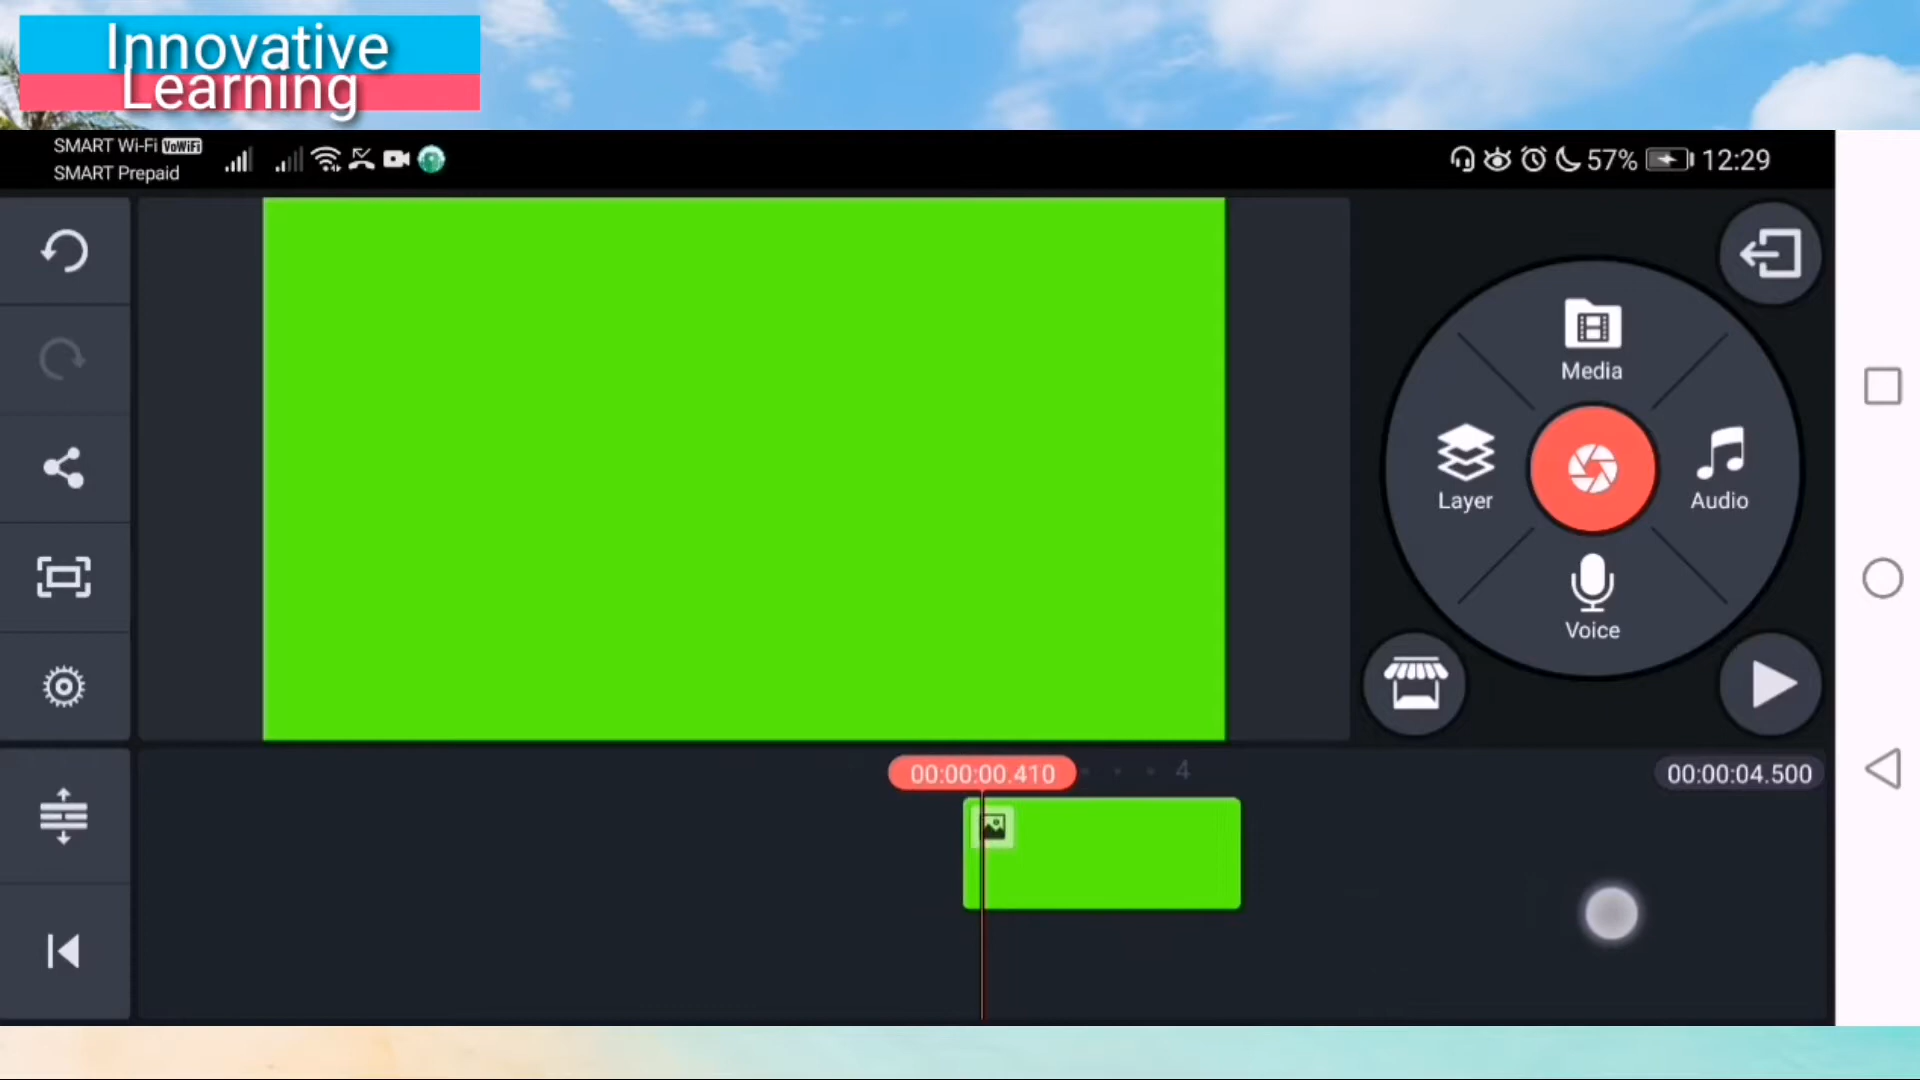 Innovative
Learning
SMART Wi-Fi VoWiFi
SMART Prepaid
57% 12:29
Media
Layer
Audio
Voice
00:00:00.410
4
00:00:04.500